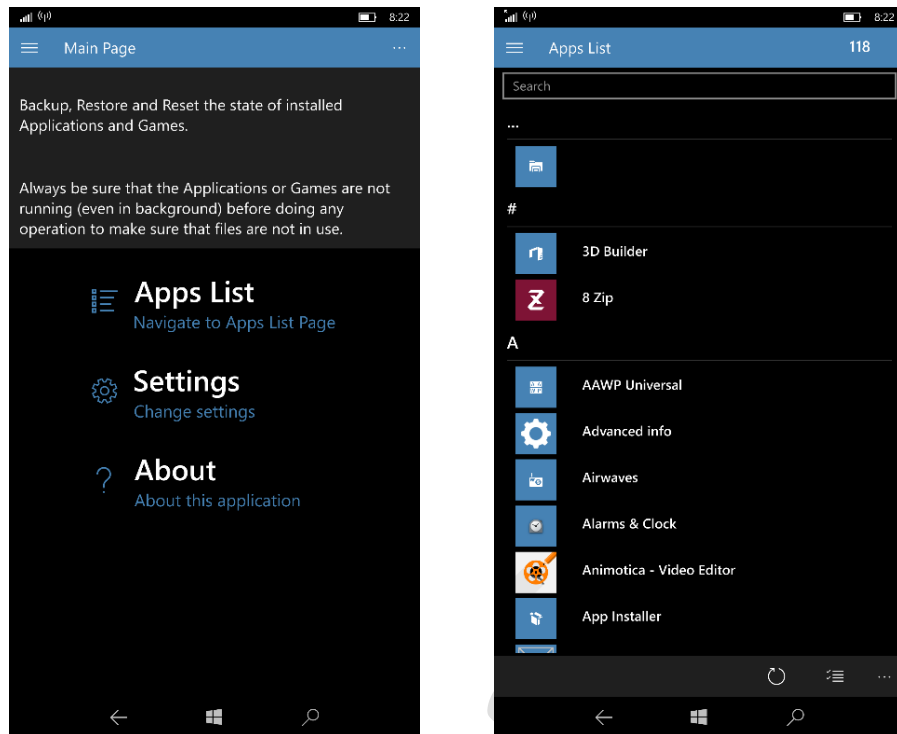 8:22
Main Page
...
Backup, Restore and Reset the state of installed
Applications and Games.
Always be sure that the Applications or Games are not
running (even in background) before doing any
operation to make sure that files are not in use.
Apps List
Navigate to Apps List Page
Settings
Change settings
About
About this application
8:22
Apps List
118
Search
...
#
3D Builder
8 Zip
A
AAWP Universal
Advanced info
Airwaves
Alarms & Clock
Animotica - Video Editor
App Installer
...